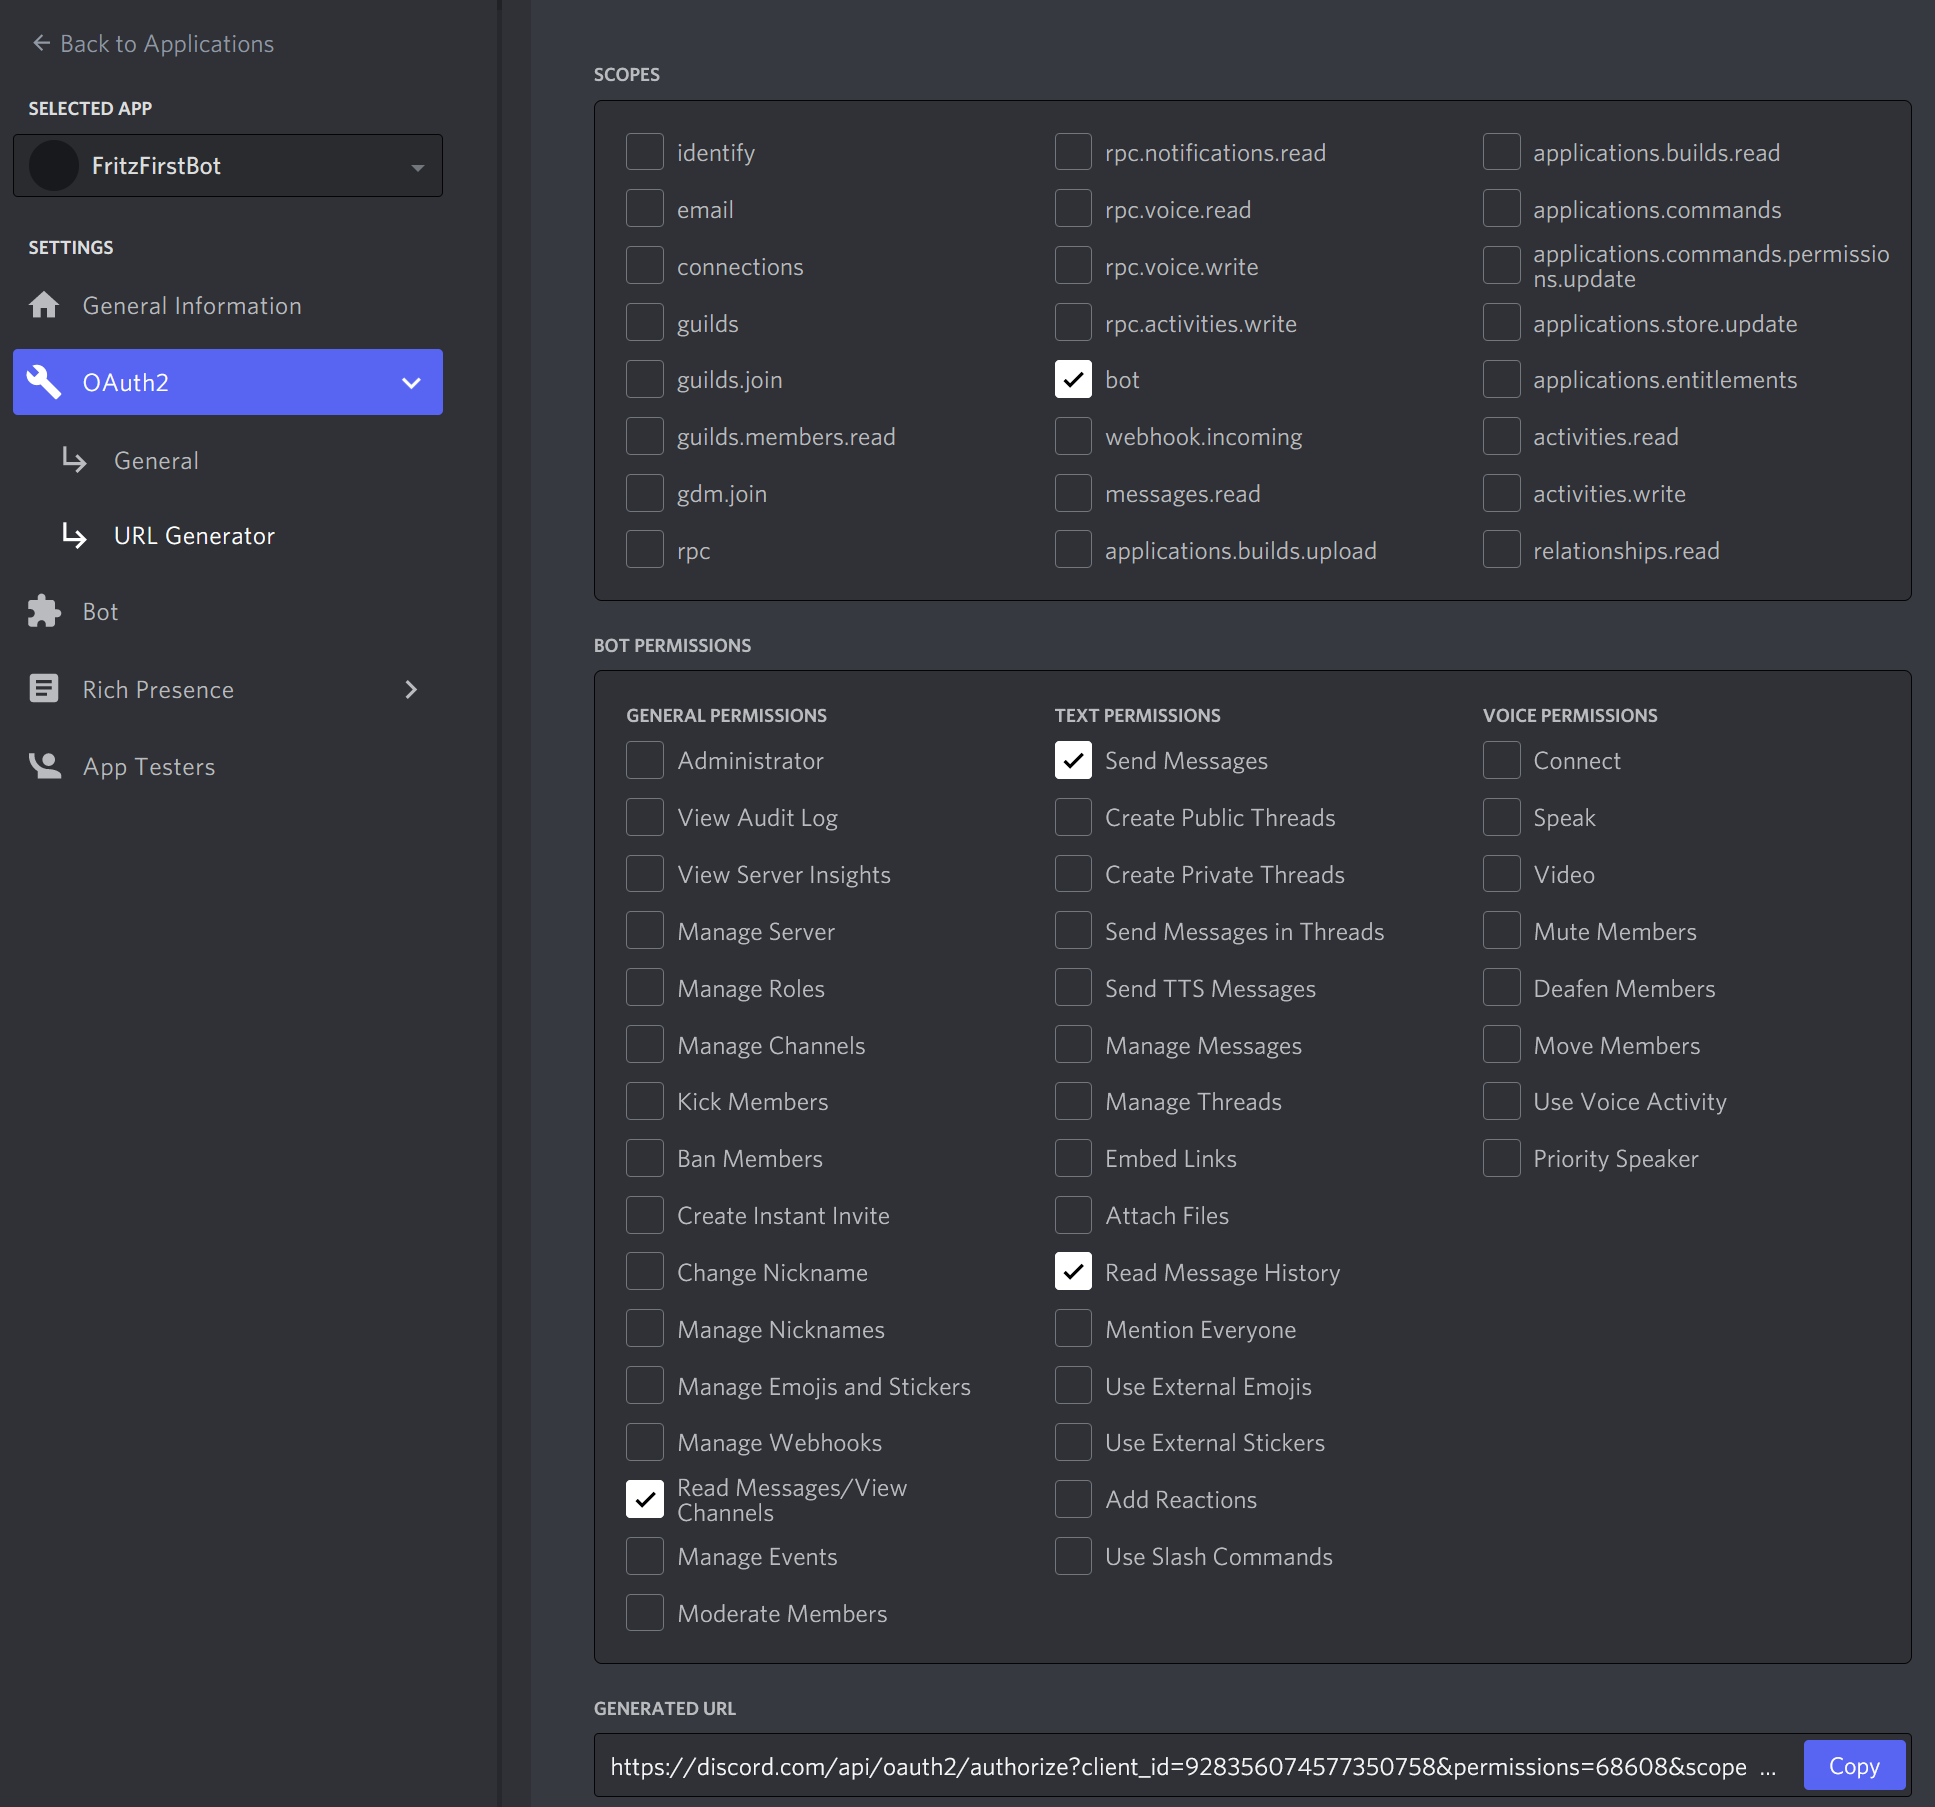 Back to Applications
SELECTED APP
FritzFirstBot
SETTINGS
General Information
OAuth2
General
URL Generator
Bot
Rich Presence
App Testers
SCOPES
identify
email
connections
guilds
guilds.join
guilds.members.read
gdm.join
rpc
rpc.notifications.read
rpc.voice.read
rpc.voice.write
rpc.activities.write
bot
webhook.incoming
messages.read
applications.builds.upload
applications.builds.read
applications.commands
applications.commands.permissio
ns.update
applications.store.update
applications.entitlements
activities.read
activities.write
relationships.read
BOT PERMISSIONS
GENERAL PERMISSIONS
Administrator
View Audit Log
View Server Insights
Manage Server
Manage Roles
Manage Channels
Kick Members
Ban Members
Create Instant Invite
Change Nickname
Manage Nicknames
Manage Emojis and Stickers
Manage Webhooks
Read Messages/View
Channels
Manage Events
Moderate Members
TEXT PERMISSIONS
Send Messages
Create Public Threads
Create Private Threads
Send Messages in Threads
Send TTS Messages
Manage Messages
Manage Threads
Embed Links
Attach Files
Read Message History
Mention Everyone
Use External Emojis
Use External Stickers
Add Reactions
Use Slash Commands
VOICE PERMISSIONS
Connect
Speak
Video
Mute Members
Deafen Members
Move Members
Use Voice Activity
Priority Speaker
GENERATED URL
https://discord.com/api/oauth2/authorize?client_id=928356074577350758&permissions=68608&scope ...
Copy